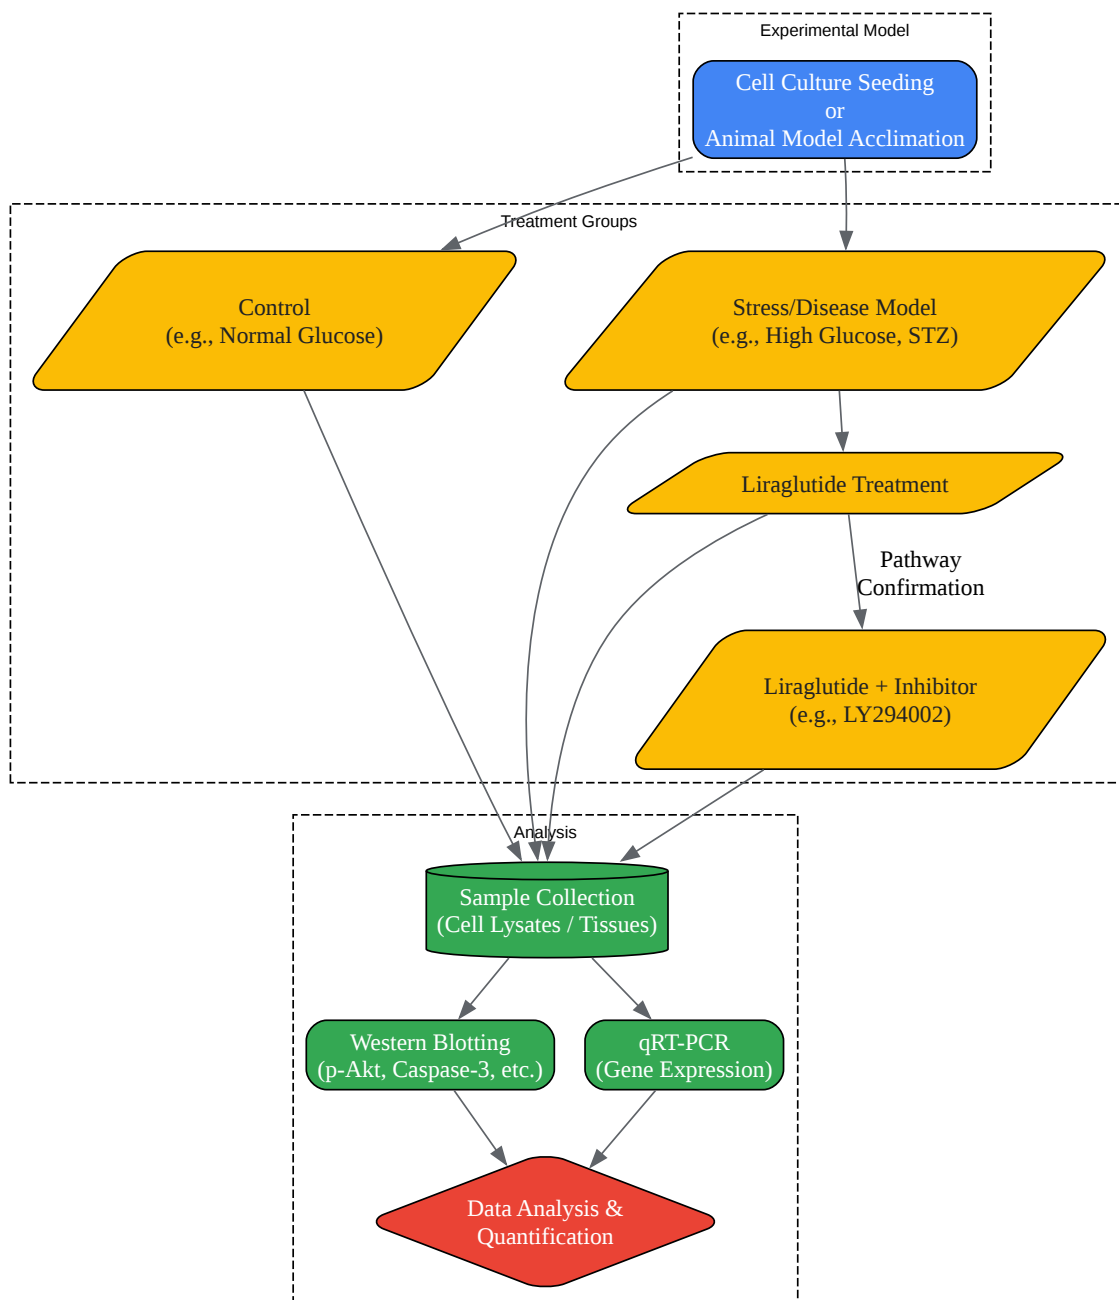 Experimental Model
Cell Culture Seeding
or
Animal Model Acclimation
Treatment Groups
Control
(e.g., Normal Glucose)
Stress/Disease Model
(e.g., High Glucose, STZ)
Liraglutide Treatment
Pathway
Confirmation
Liraglutide + Inhibitor
(e.g., LY294002)
Analysis
Sample Collection
(Cell Lysates / Tissues)
Western Blotting
(p-Akt, Caspase-3, etc.)
qRT-PCR
(Gene Expression)
Data Analysis &
Quantification